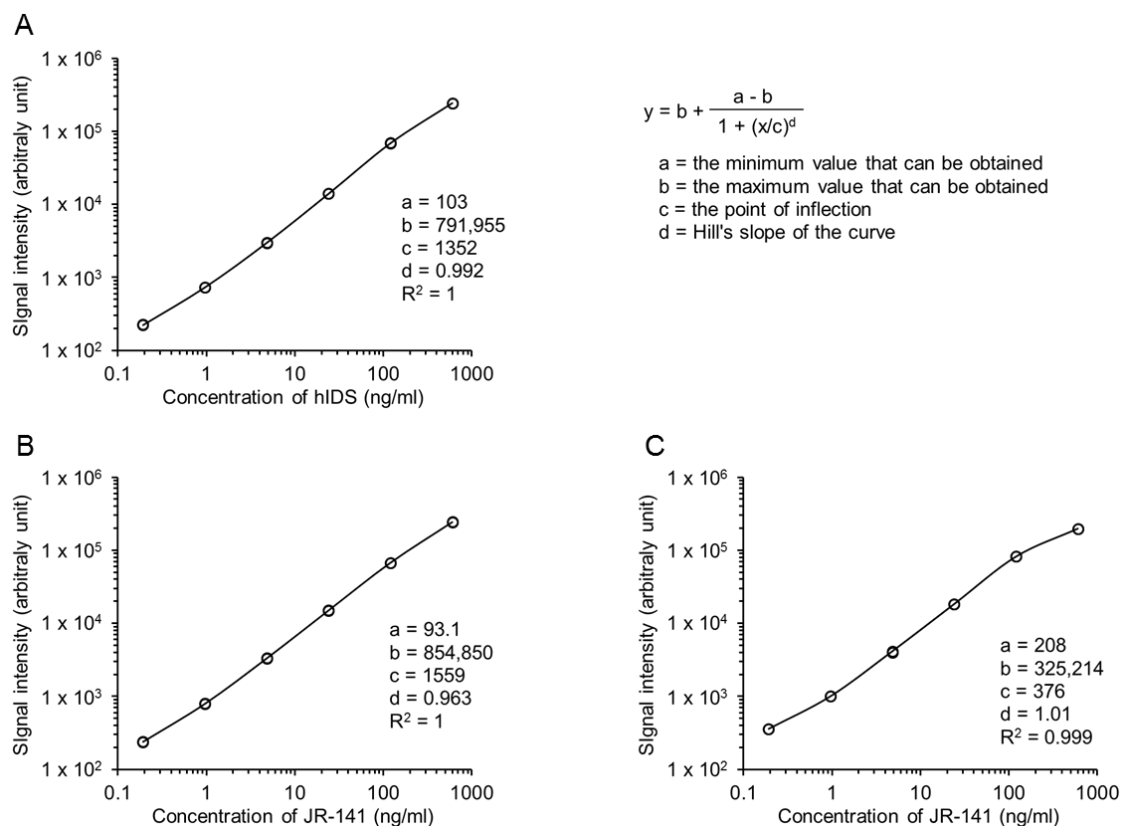 A
SIgnal intensity (arbitraly unit)
1 x 10⁶
1 x 10⁵
1 x 10⁴
1 x 10³
1 x 10²
a = 103
b = 791,955
c = 1352
d = 0.992
R² = 1
0.1 1 10 100 1000
Concentration of hIDS (ng/ml)
y = b + a - b
1 + (x/c)ᵈ
a = the minimum value that can be obtained
b = the maximum value that can be obtained
c = the point of inflection
d = Hill's slope of the curve
B
SIgnal intensity (arbitraly unit)
1 x 10⁶
1 x 10⁵
1 x 10⁴
1 x 10³
1 x 10²
a = 93.1
b = 854,850
c = 1559
d = 0.963
R² = 1
0.1 1 10 100 1000
Concentration of JR-141 (ng/ml)
C
SIgnal intensity (arbitraly unit)
1 x 10⁶
1 x 10⁵
1 x 10⁴
1 x 10³
1 x 10²
a = 208
b = 325,214
c = 376
d = 1.01
R² = 0.999
0.1 1 10 100 1000
Concentration of JR-141 (ng/ml)